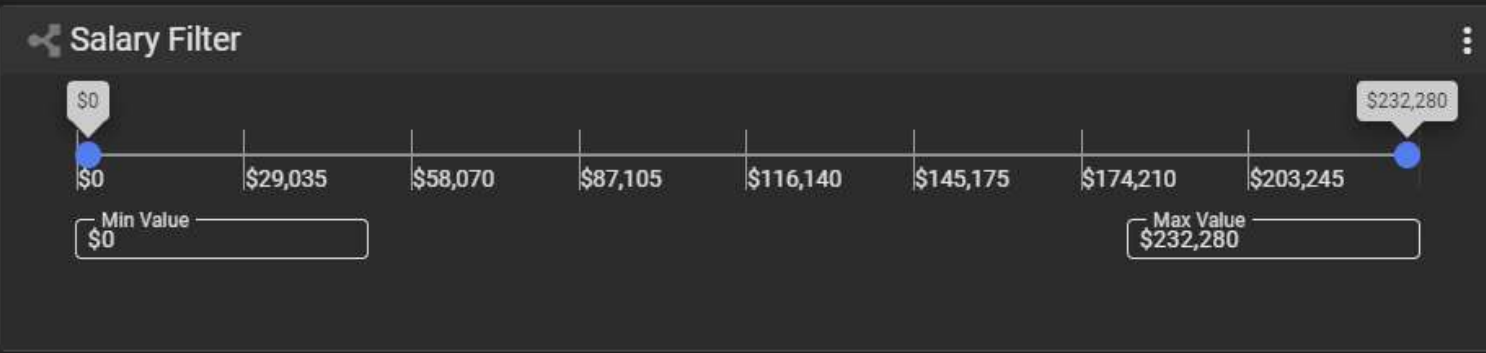 Salary Filter
$0
$232,280
$0 $29,035 $58,070 $87,105 $116,140 $145,175 $174,210 $203,245
Min Value
$0
Max Value
$232,280